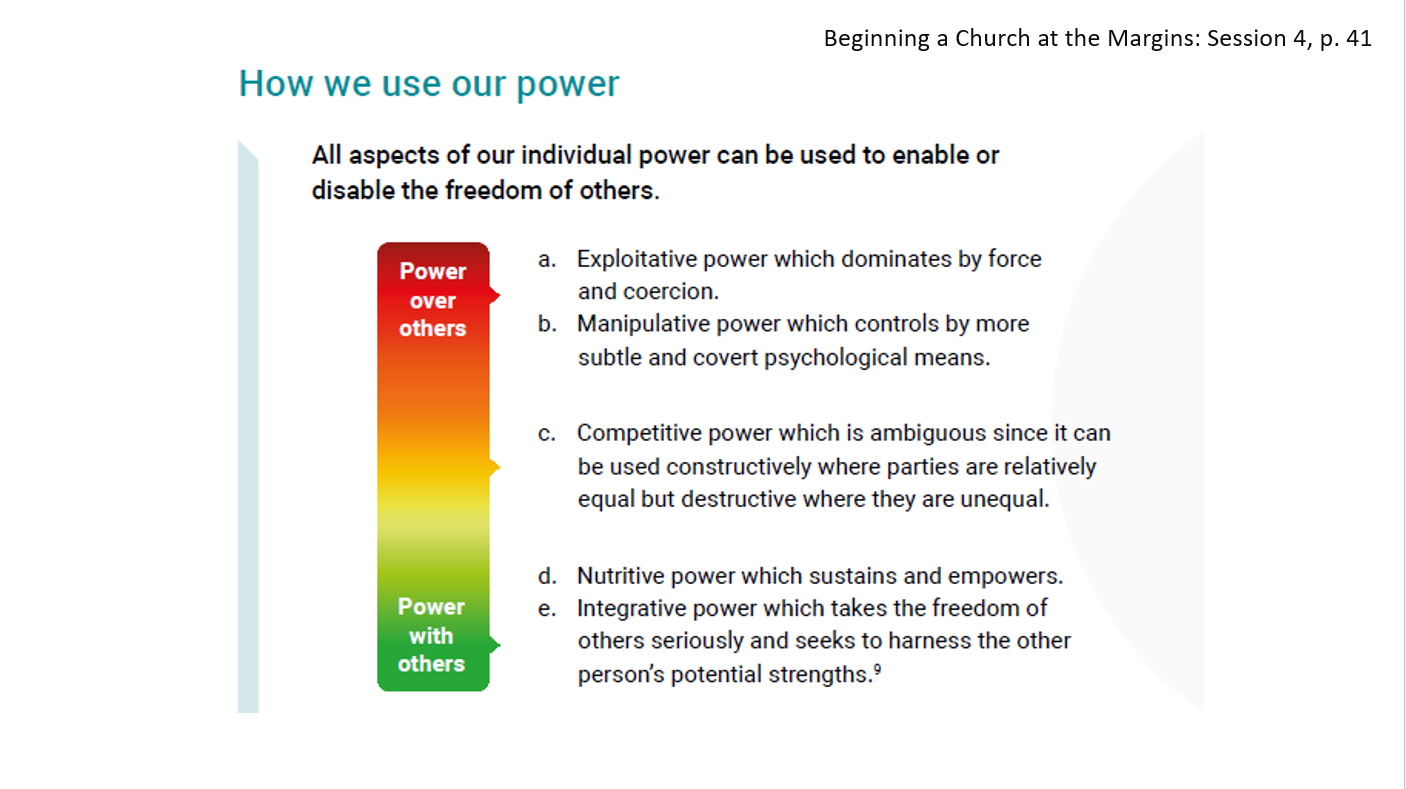 Beginning a Church at the Margins: Session 4, p. 41
How we use our power
All aspects of our individual power can be used to enable or
disable the freedom of others.
Power
over
others
a. Exploitative power which dominates by force
and coercion.
b. Manipulative power which controls by more
subtle and covert psychological means.
c. Competitive power which is ambiguous since it can
be used constructively where parties are relatively
equal but destructive where they are unequal.
d. Nutritive power which sustains and empowers.
Power
with
others
e. Integrative power which takes the freedom of
others seriously and seeks to harness the other
person’s potential strengths.⁹